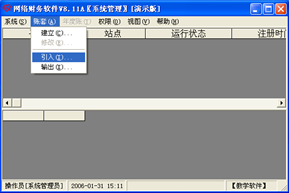 网络财务软件V8.11A〖系统管理〗[演示版]
系统(S) 账套(A) 年度账(Y) 权限(O) 视图(V) 帮助(H)
站点 运行状态 注册时
建立(C)...
修改(E)...
引入(I)...
输出(T)...
操作员[系统管理员] 2006-01-31 15:11 【教学软件】